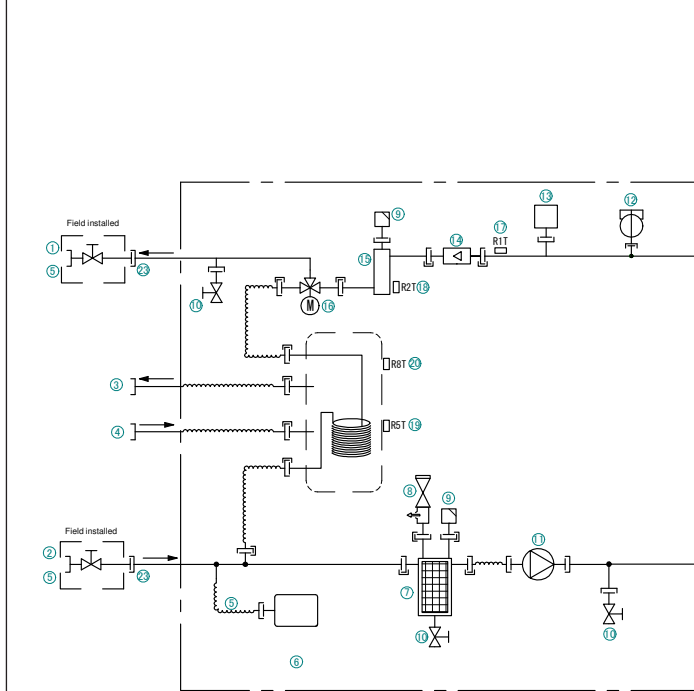 Field installed
① ⑤ ㉓
⑩
M ⑯
⑨
⑮
R2T ⑱
⑭
⑰
R1T
⑬
⑫
③
④
R8T ⑳
R5T ⑲
Field installed
② ⑤ ㉓
⑤
⑥
⑧
⑨
⑦
⑩
⑪
⑩